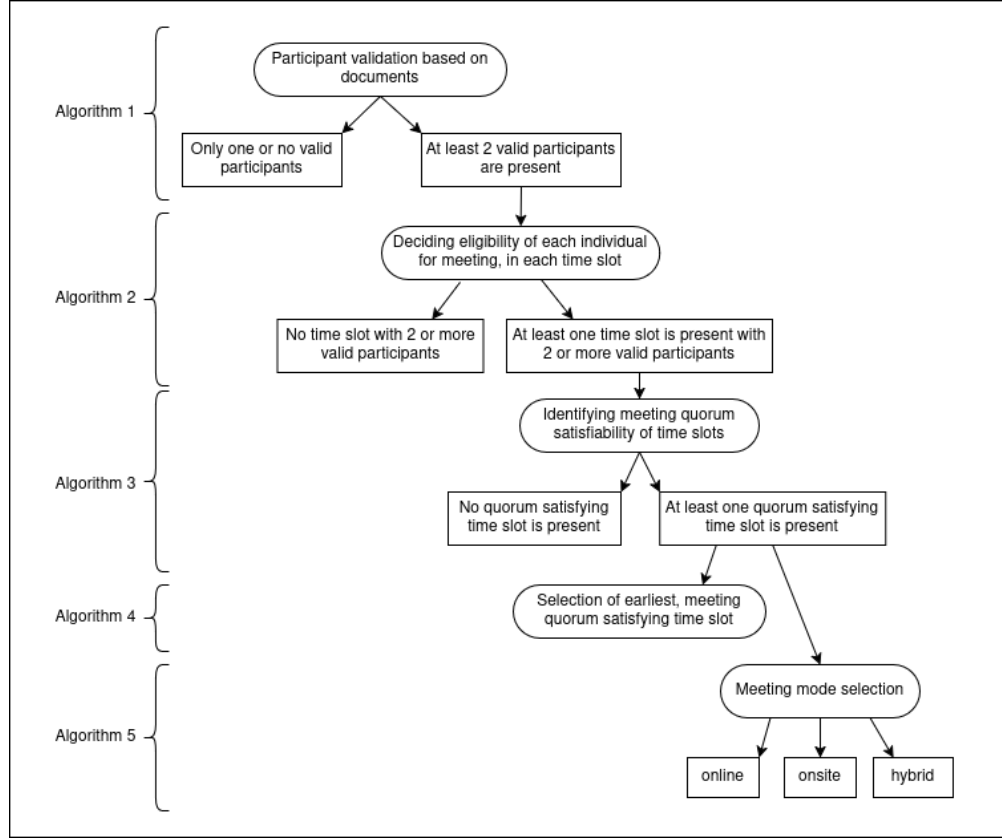 Participant validation based on
documents
Algorithm 1
Only one or no valid
participants
At least 2 valid participants
are present
Deciding eligibility of each individual
for meeting, in each time slot
Algorithm 2
No time slot with 2 or more
valid participants
At least one time slot is present with
2 or more valid participants
Identifying meeting quorum
satisfiability of time slots
Algorithm 3
No quorum satisfying
time slot is present
At least one quorum satisfying
time slot is present
Algorithm 4
Selection of earliest, meeting
quorum satisfying time slot
Meeting mode selection
Algorithm 5
online
onsite
hybrid